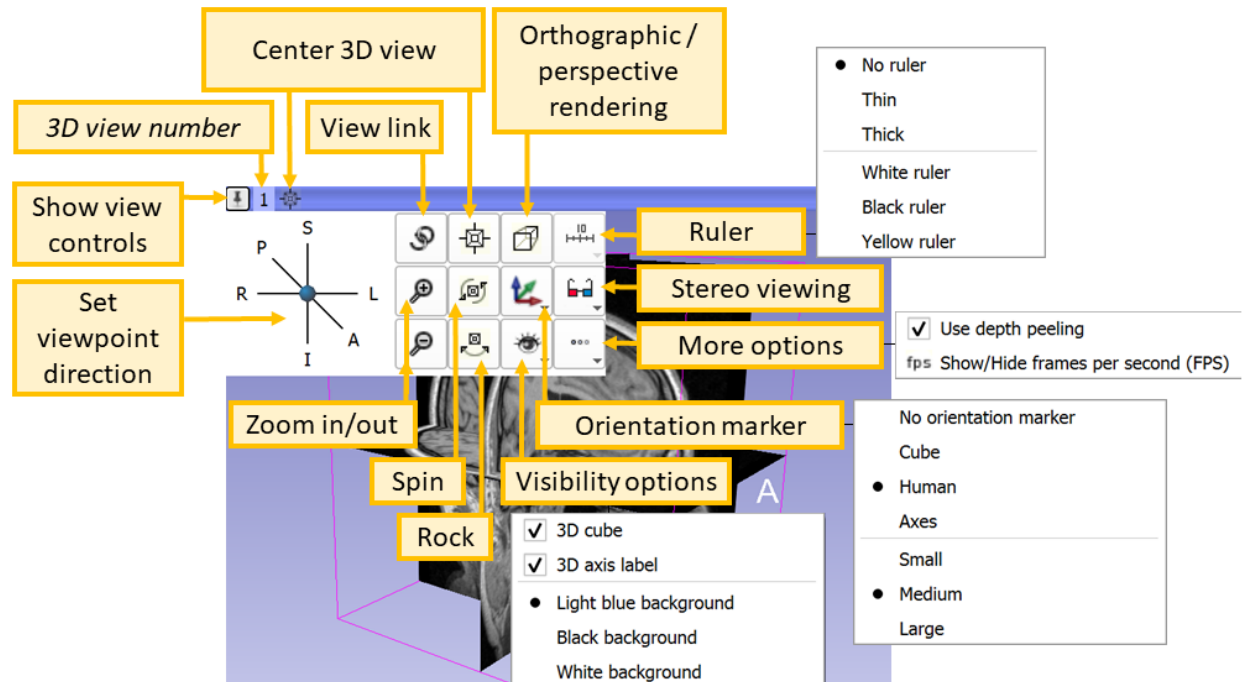 Center 3D view
Orthographic /
perspective
rendering
3D view number
View link
No ruler
Thin
Thick
White ruler
Black ruler
Yellow ruler
Show view
controls
1
S
P
R
L
A
I
10
Ruler
Set
viewpoint
direction
Stereo viewing
More options
Use depth peeling
fps Show/Hide frames per second (FPS)
Zoom in/out
Orientation marker
No orientation marker
Cube
Human
Axes
Small
Medium
Large
Spin
Visibility options
A
Rock
3D cube
3D axis label
Light blue background
Black background
White background